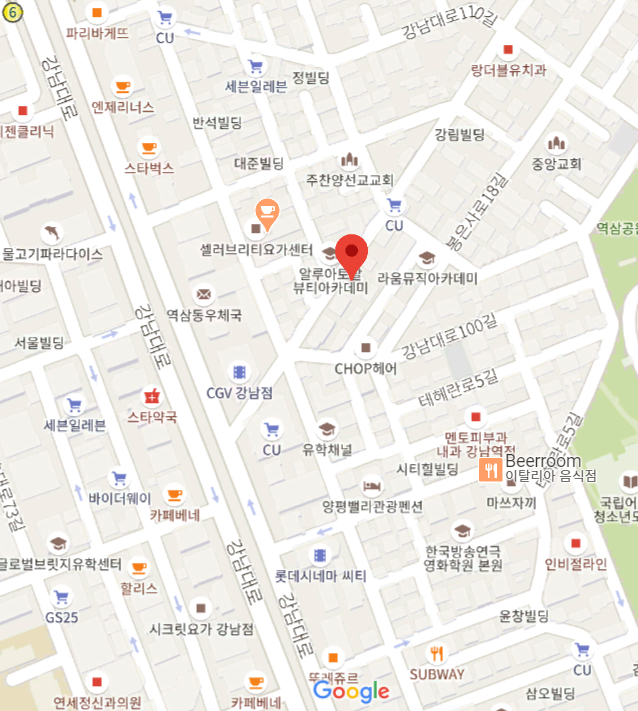 6
파리바게뜨
CU
강남대로110길
강남대로
세븐일레븐
정빌딩
랑더블유치과
엔제리너스
반석빌딩
강림빌딩
젠클리닉
스타벅스
대준빌딩
주찬양선교교회
중앙교회
봉은사로18길
CU
역삼공원
셀러브리티요가센터
물고기파라다이스
알루아토탈
뷰티아카데미
라움뮤직아카데미
아빌딩
역삼동우체국
강남대로
서울빌딩
강남대로100길
CHOP헤어
CGV 강남점
테헤란로5길
스타약국
세븐일레븐
CU
유학채널
멘토피부과
내과 강남역점
시티힐빌딩
Beerroom
이탈리아 음식점
란로5길
바이더웨이
카페베네
양평밸리관광펜션
마쓰자끼
국립어
청소년도
대로73길
한국방송연극
영화학원 본원
강남대로
글로벌브릿지유학센터
롯데시네마 씨티
인비절라인
할리스
GS25
시크릿요가 강남점
강남대로
윤창빌딩
CU
뚜레쥬르
SUBWAY
Google
연세정신과의원
카페베네
삼오빌딩